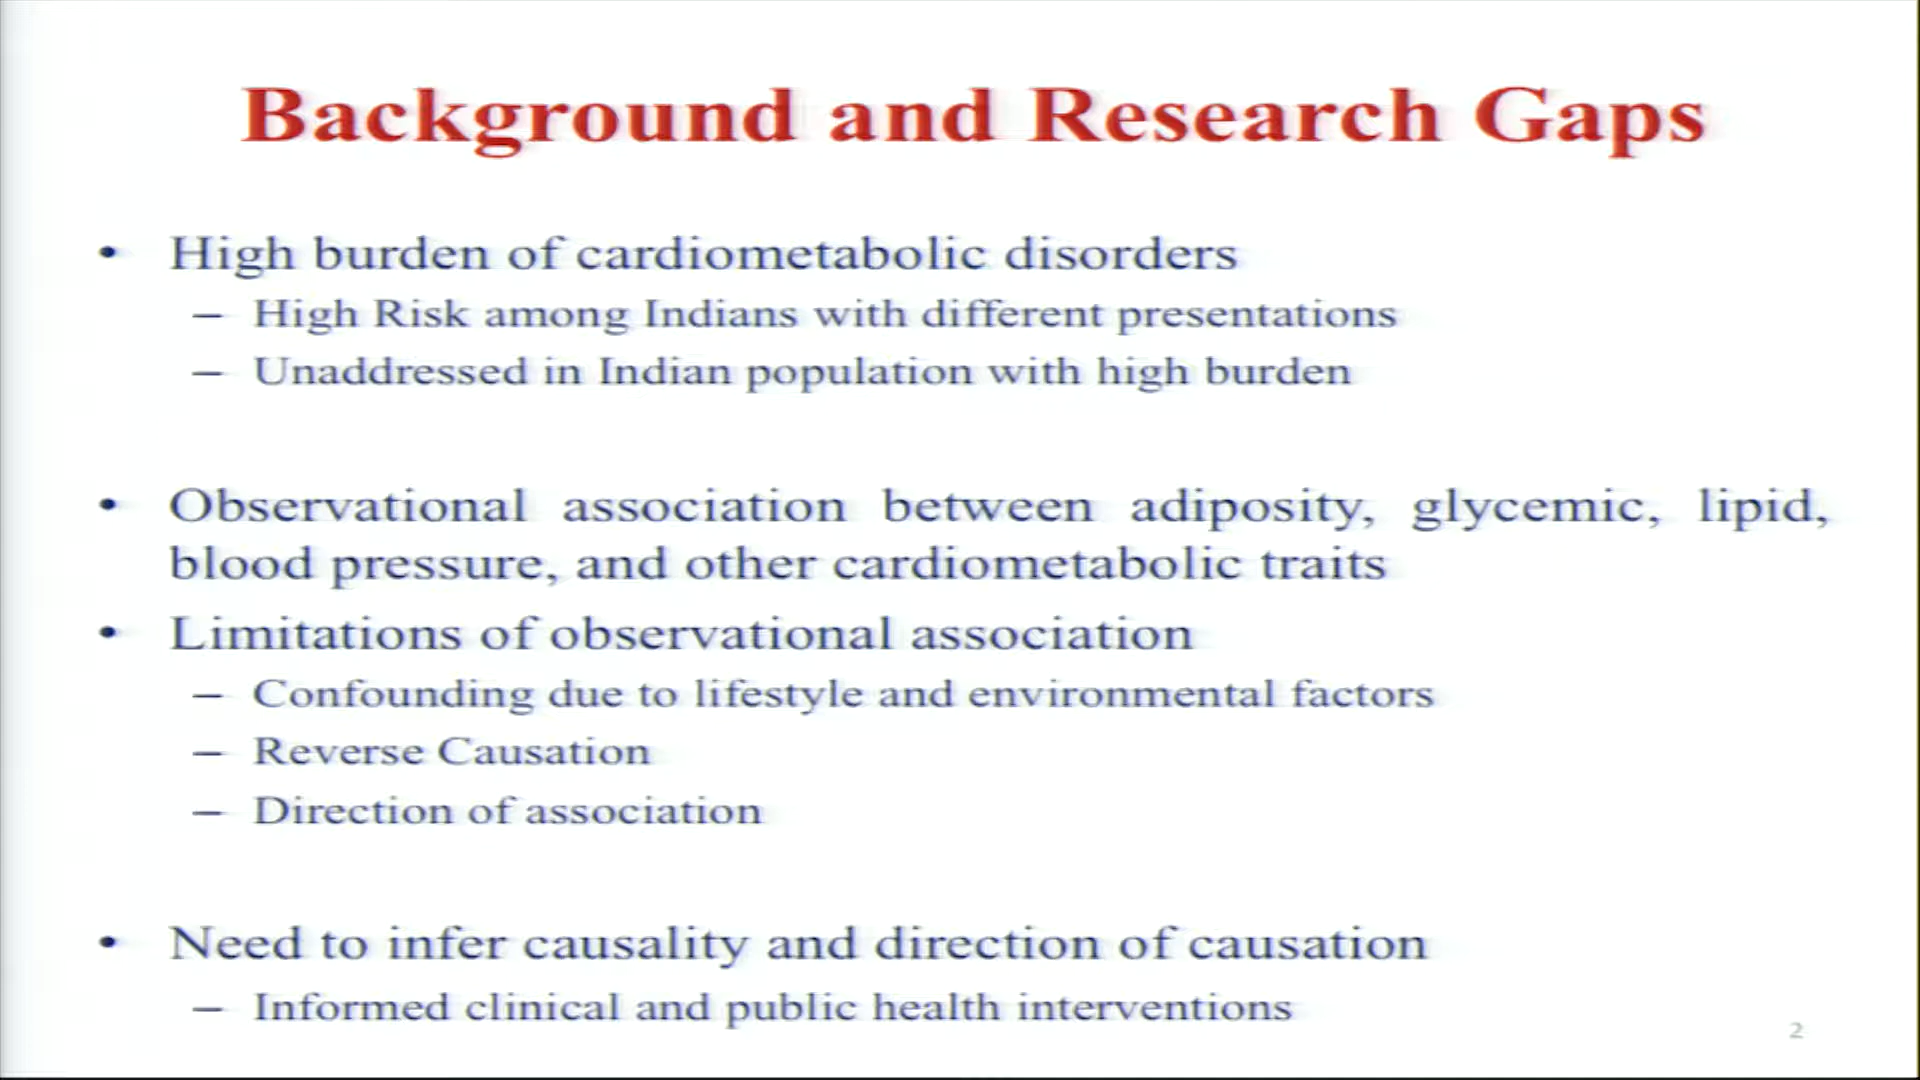 Background and Research Gaps
• High burden of cardiometabolic disorders
– High Risk among Indians with different presentations
– Unaddressed in Indian population with high burden
• Observational association between adiposity, glycemic, lipid,
blood pressure, and other cardiometabolic traits
• Limitations of observational association
– Confounding due to lifestyle and environmental factors
– Reverse Causation
– Direction of association
• Need to infer causality and direction of causation
– Informed clinical and public health interventions
2